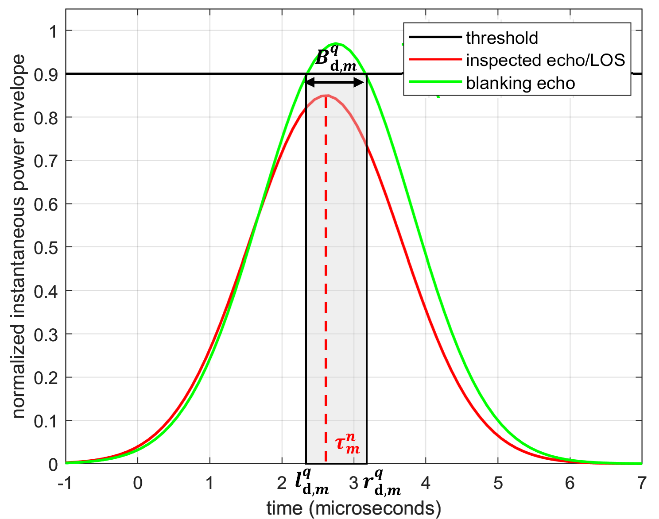 normalized instantaneous power envelope
1
0.9
0.8
0.7
0.6
0.5
0.4
0.3
0.2
0.1
0
threshold
inspected echo/LOS
blanking echo
B^q_{d,m}
τ^n_m
-1 0 1 2 3 4 5 6 7
l^q_{d,m} r^q_{d,m}
time (microseconds)